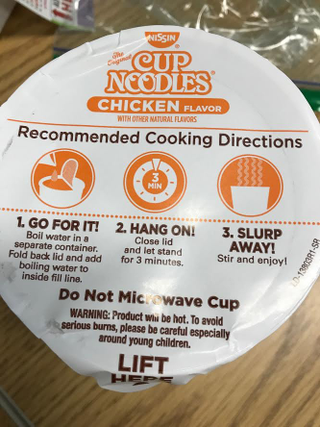 NISSIN
The Original
CUP
NOODLES®
CHICKEN FLAVOR
WITH OTHER NATURAL FLAVORS
Recommended Cooking Directions
3
MIN
1. GO FOR IT!
Boil water in a
separate container.
Fold back lid and add
boiling water to
inside fill line.
2. HANG ON!
Close lid
and let stand
for 3 minutes.
3. SLURP
AWAY!
Stir and enjoy!
Do Not Microwave Cup
WARNING: Product will be hot. To avoid
serious burns, please be careful especially
around young children.
LIFT
HERE